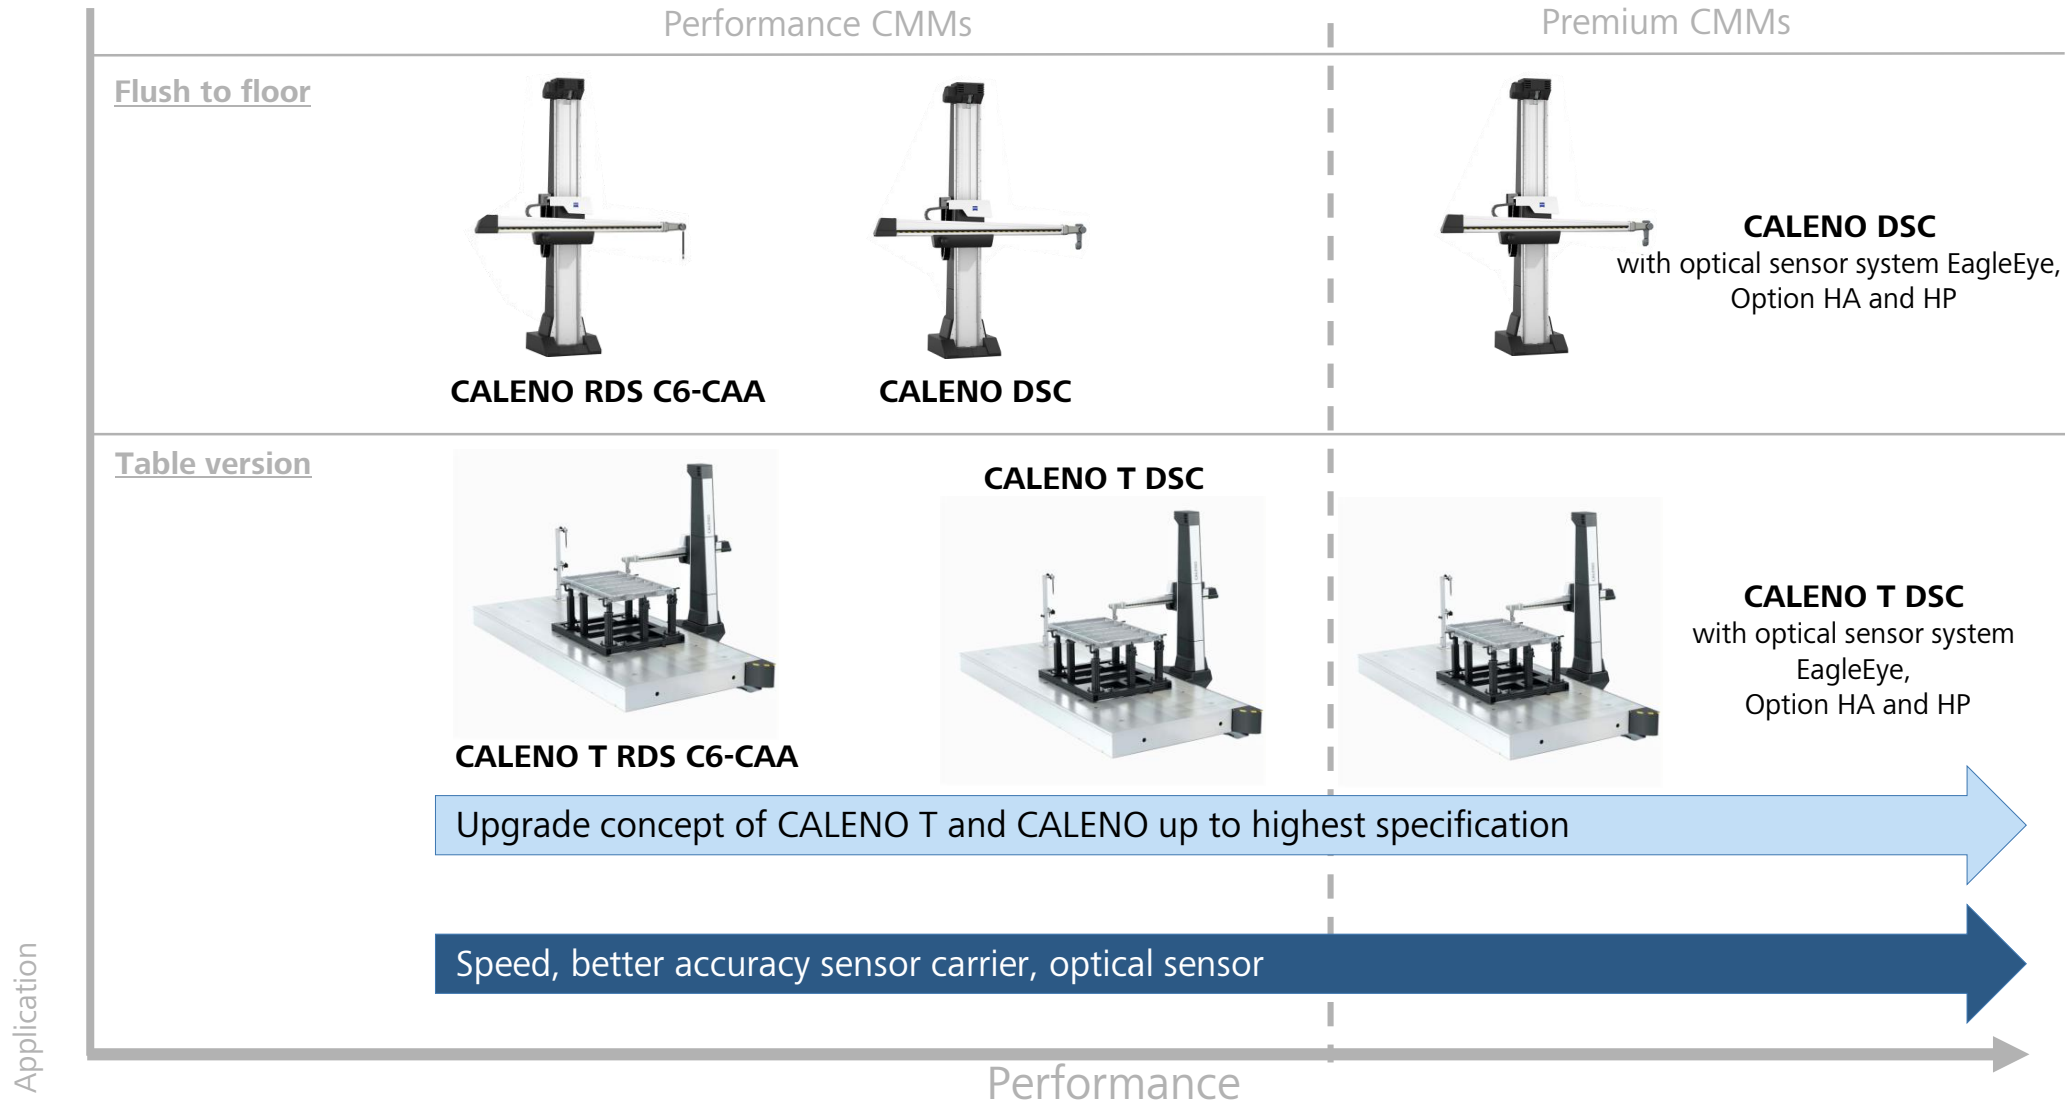 Performance CMMs
Premium CMMs
Flush to floor
CALENO RDS C6-CAA
CALENO DSC
CALENO DSC
with optical sensor system EagleEye,
Option HA and HP
Table version
CALENO T RDS C6-CAA
CALENO T DSC
CALENO T DSC
with optical sensor system
EagleEye,
Option HA and HP
Upgrade concept of CALENO T and CALENO up to highest specification
Speed, better accuracy sensor carrier, optical sensor
Application
Performance